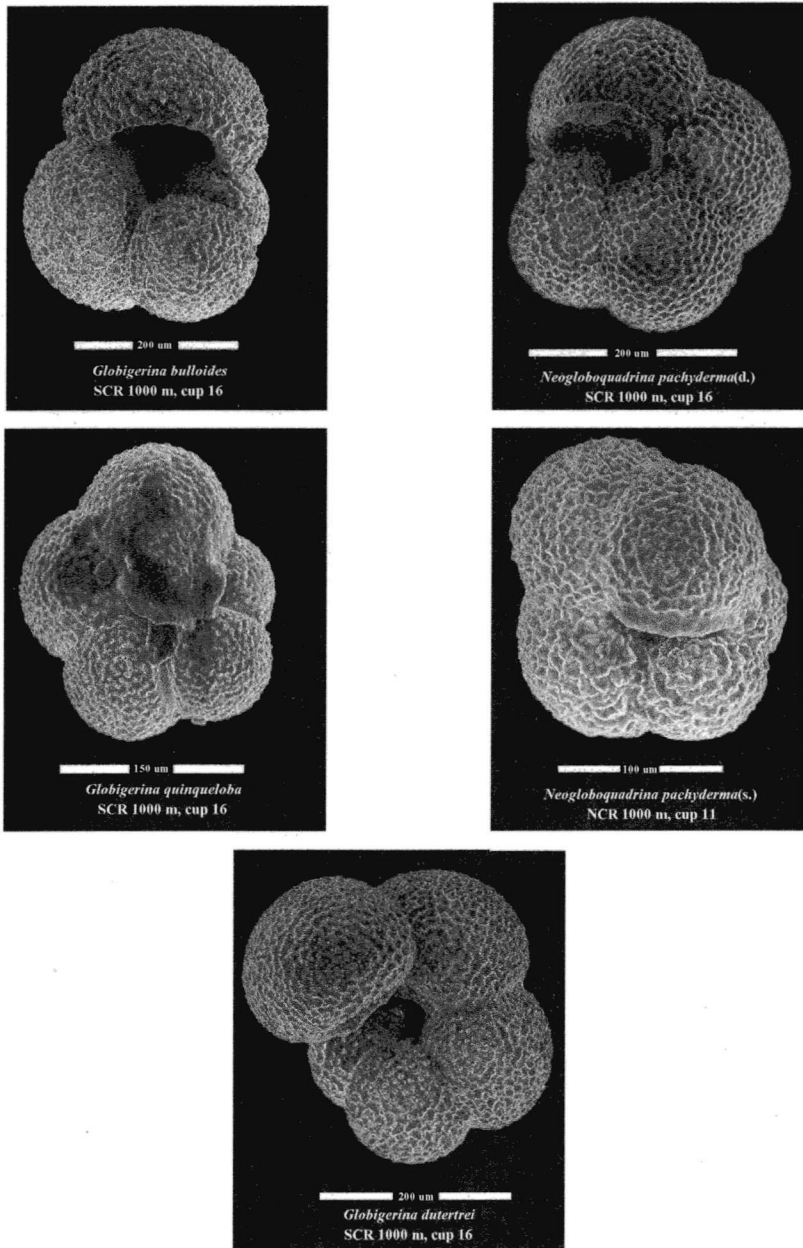 200 um
Globigerina bulloides
SCR 1000 m, cup 16
200 um
Neogloboquadrina pachyderma(d.)
SCR 1000 m, cup 16
150 um
Globigerina quinqueloba
SCR 1000 m, cup 16
100 um
Neogloboquadrina pachyderma(s.)
NCR 1000 m, cup 11
200 um
Globigerina dutertrei
SCR 1000 m, cup 16